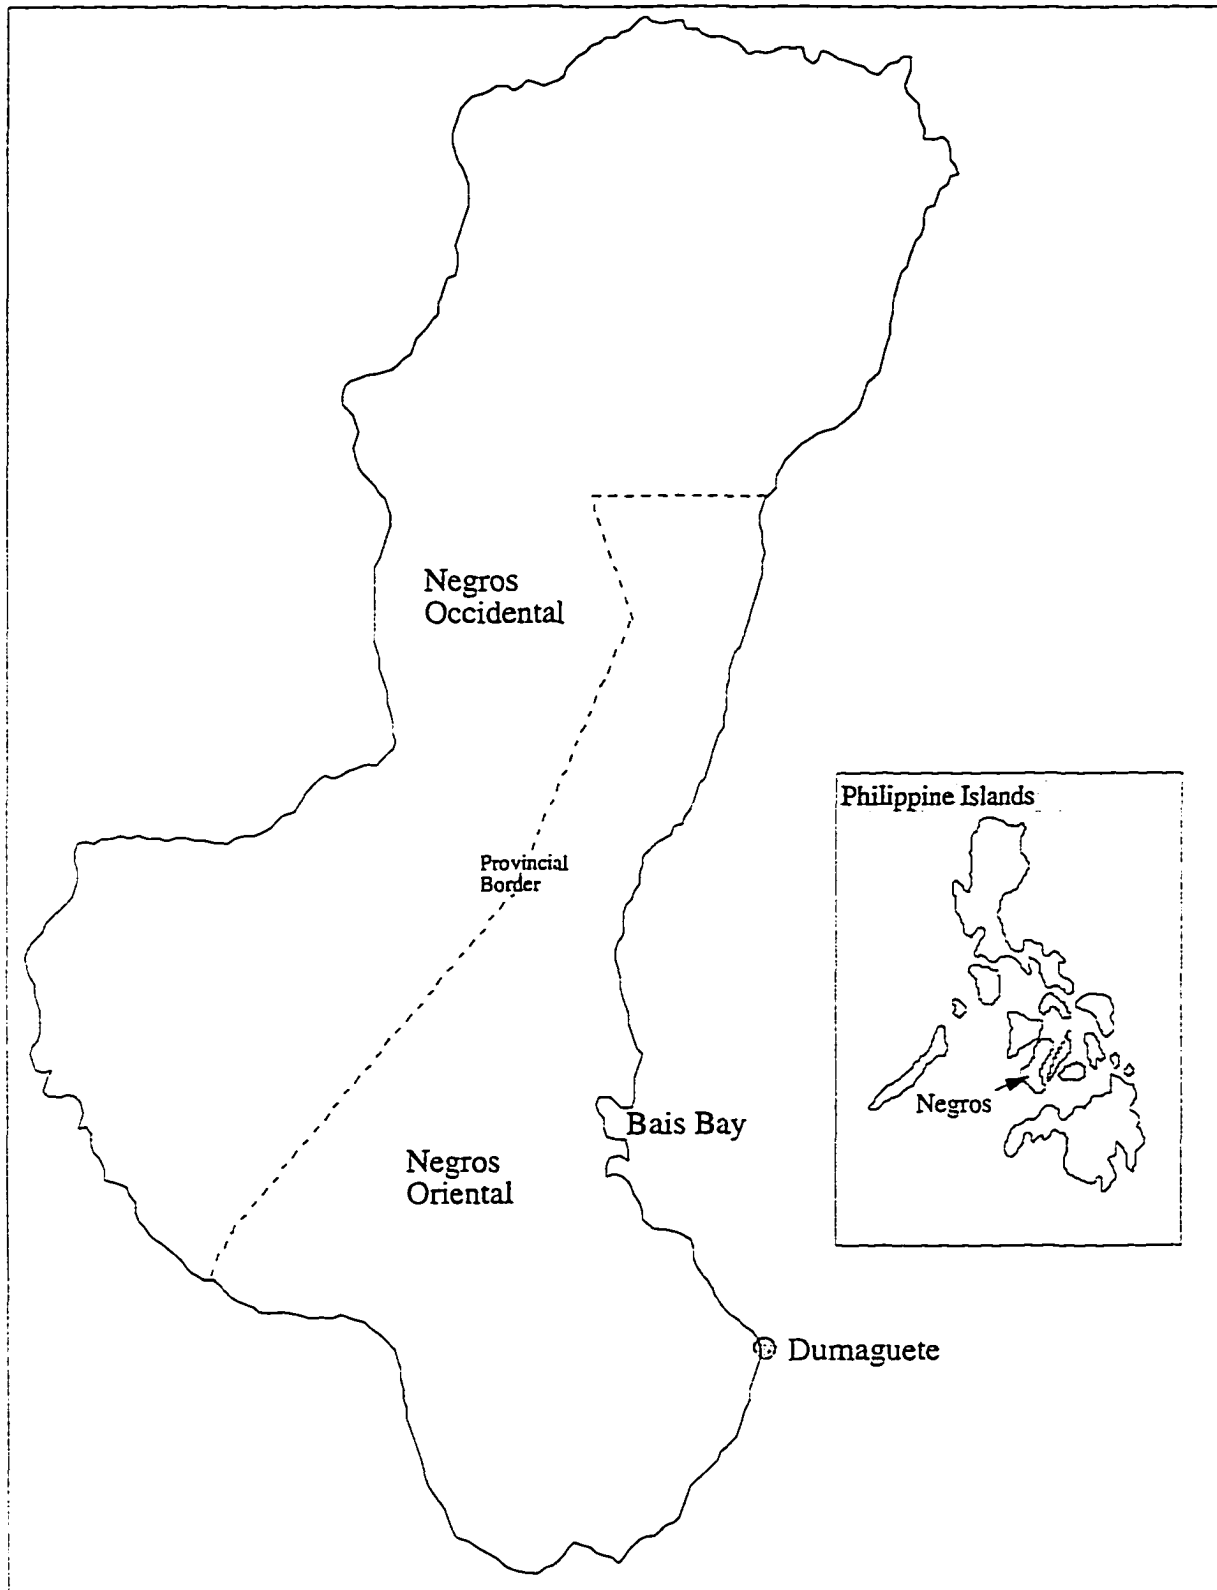 Negros
Occidental
Philippine Islands
Provincial
Border
Negros
Bais Bay
Negros
Oriental
Dumaguete